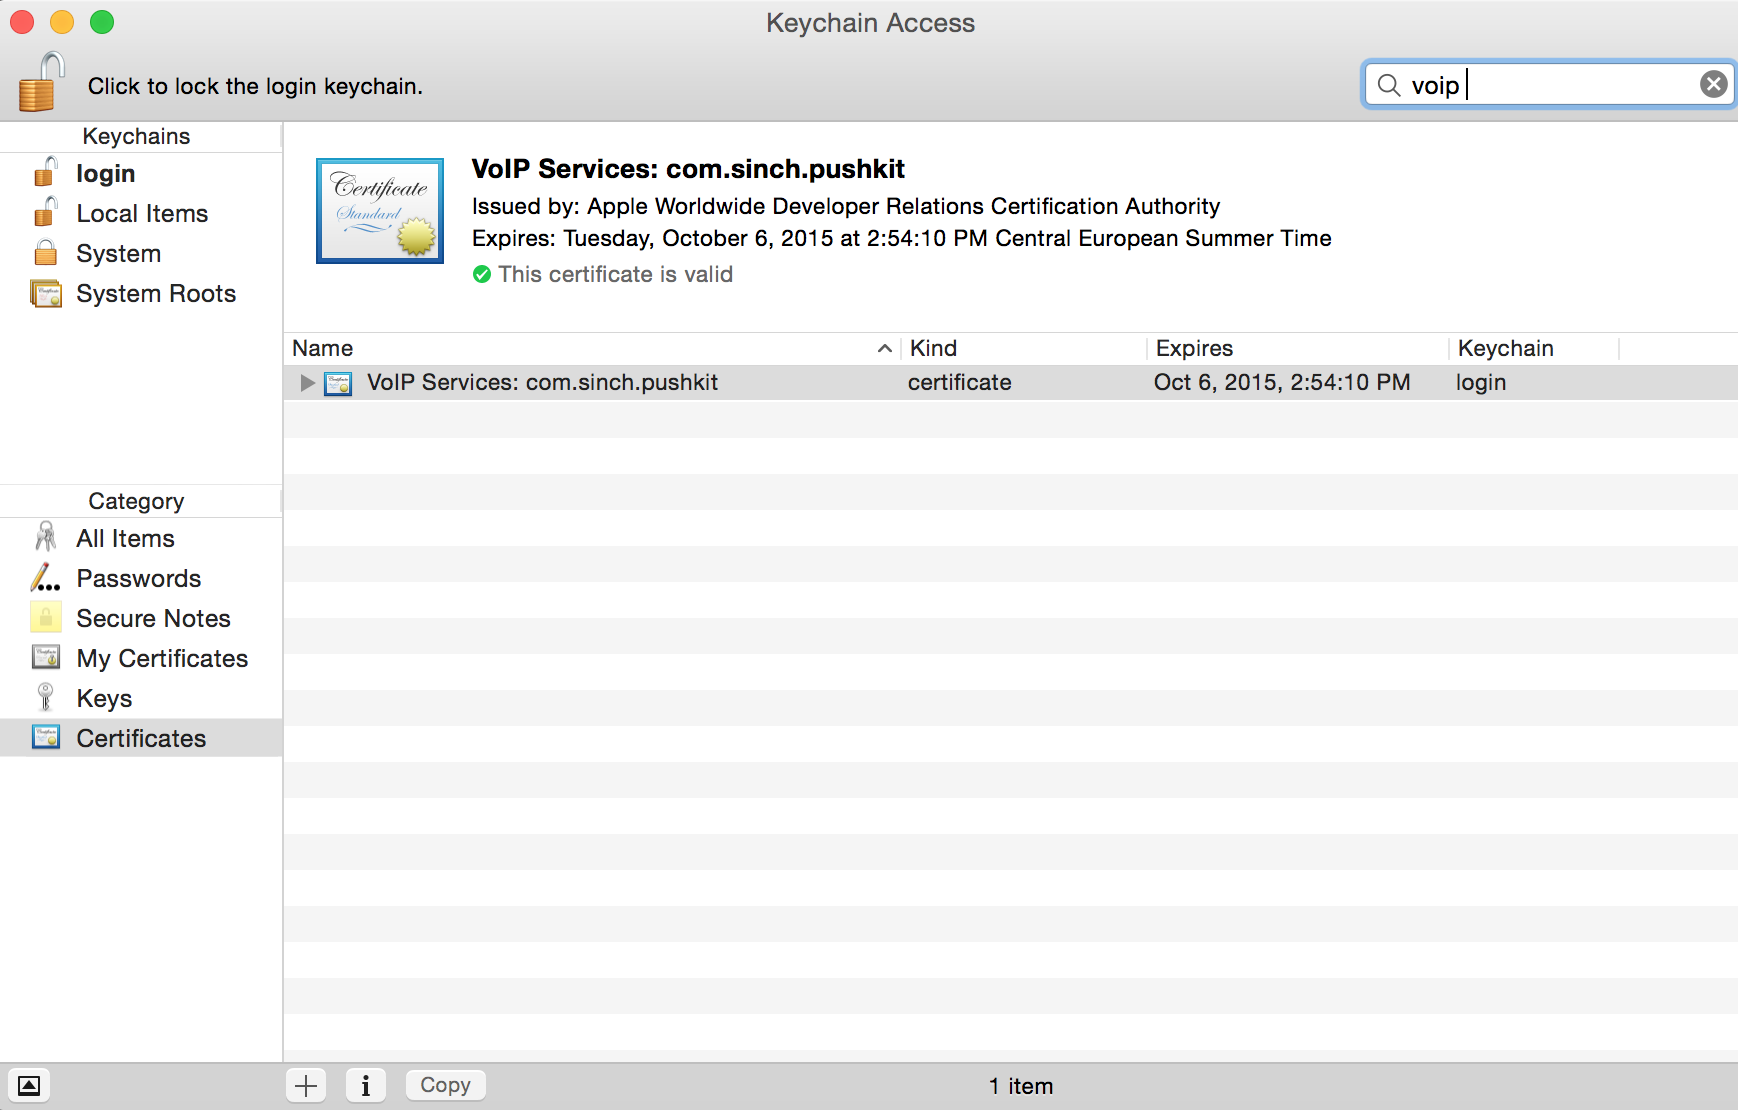 Keychain Access
Click to lock the login keychain.
voip
Keychains
login
Local Items
System
System Roots
Category
All Items
Passwords
Secure Notes
My Certificates
Keys
Certificates
Certificate
Standard
VoIP Services: com.sinch.pushkit
Issued by: Apple Worldwide Developer Relations Certification Authority
Expires: Tuesday, October 6, 2015 at 2:54:10 PM Central European Summer Time
This certificate is valid
Name Kind Expires Keychain
VoIP Services: com.sinch.pushkit certificate Oct 6, 2015, 2:54:10 PM login
Copy
1 item